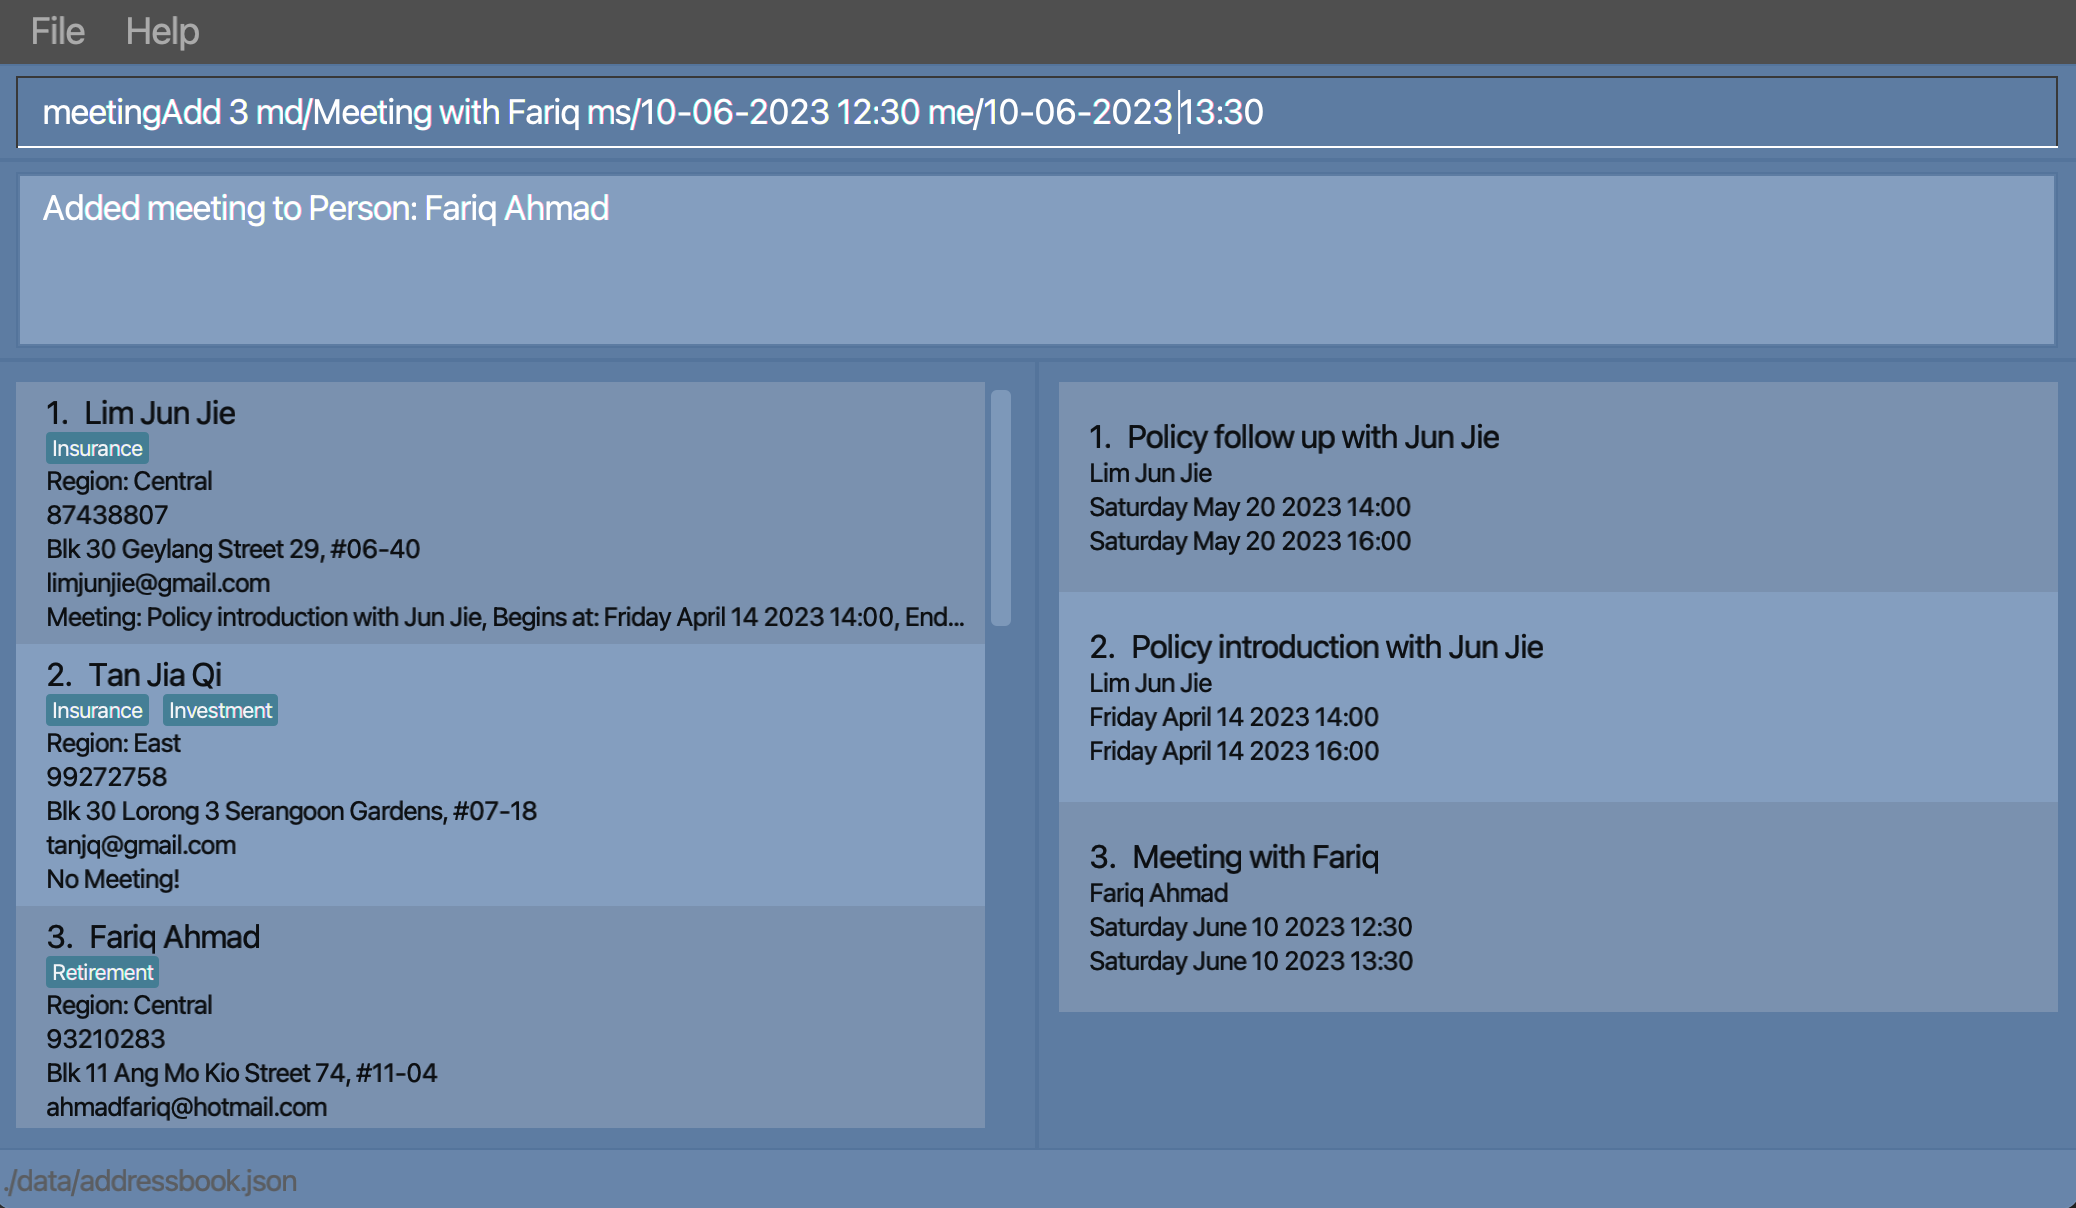 File Help
meetingAdd 3 md/Meeting with Fariq ms/10-06-2023 12:30 me/10-06-2023 13:30
Added meeting to Person: Fariq Ahmad
1. Lim Jun Jie
Insurance
Region: Central
87438807
Blk 30 Geylang Street 29, #06-40
limjunjie@gmail.com
Meeting: Policy introduction with Jun Jie, Begins at: Friday April 14 2023 14:00, End...
2. Tan Jia Qi
Insurance Investment
Region: East
99272758
Blk 30 Lorong 3 Serangoon Gardens, #07-18
tanjq@gmail.com
No Meeting!
3. Fariq Ahmad
Retirement
Region: Central
93210283
Blk 11 Ang Mo Kio Street 74, #11-04
ahmadfariq@hotmail.com
1. Policy follow up with Jun Jie
Lim Jun Jie
Saturday May 20 2023 14:00
Saturday May 20 2023 16:00
2. Policy introduction with Jun Jie
Lim Jun Jie
Friday April 14 2023 14:00
Friday April 14 2023 16:00
3. Meeting with Fariq
Fariq Ahmad
Saturday June 10 2023 12:30
Saturday June 10 2023 13:30
./data/addressbook.json